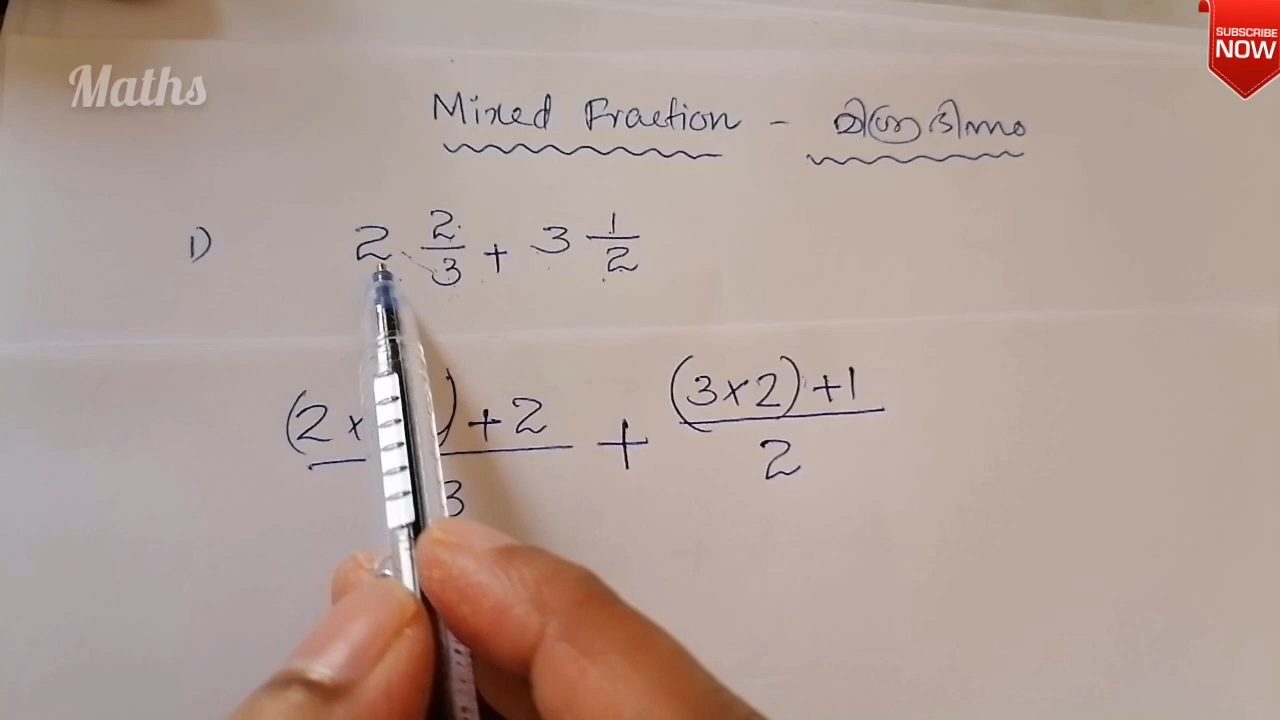 Maths
SUBSCRIBE
NOW
Mixed Fraction - മിശ്രഭിന്നം
1) 2 2/3 + 3 1/2
(2 × ) + 2 / 3 + (3 × 2) + 1 / 2